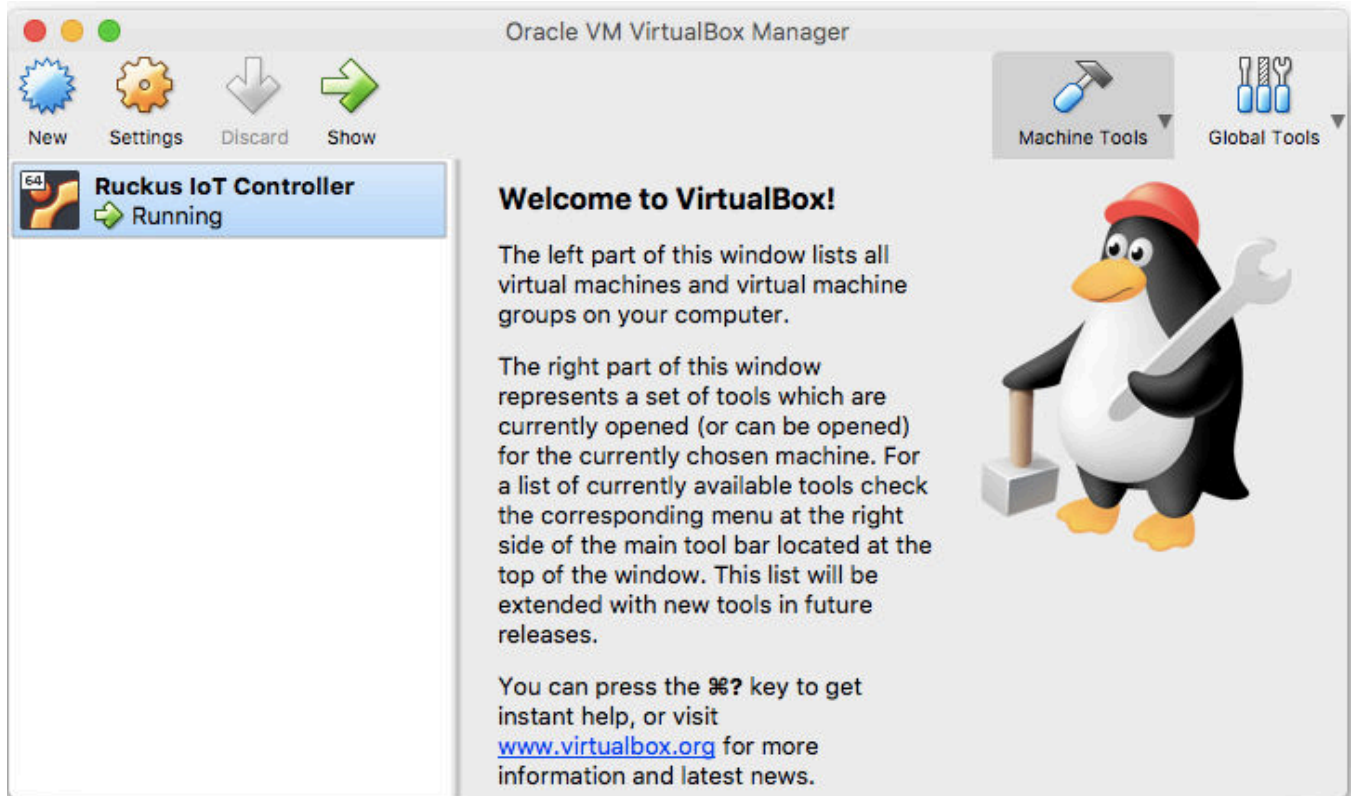 Oracle VM VirtualBox Manager
New
Settings
Discard
Show
Machine Tools
Global Tools
64
Ruckus IoT Controller
Running
Welcome to VirtualBox!
The left part of this window lists all
virtual machines and virtual machine
groups on your computer.
The right part of this window
represents a set of tools which are
currently opened (or can be opened)
for the currently chosen machine. For
a list of currently available tools check
the corresponding menu at the right
side of the main tool bar located at the
top of the window. This list will be
extended with new tools in future
releases.
You can press the ⌘? key to get
instant help, or visit
www.virtualbox.org for more
information and latest news.